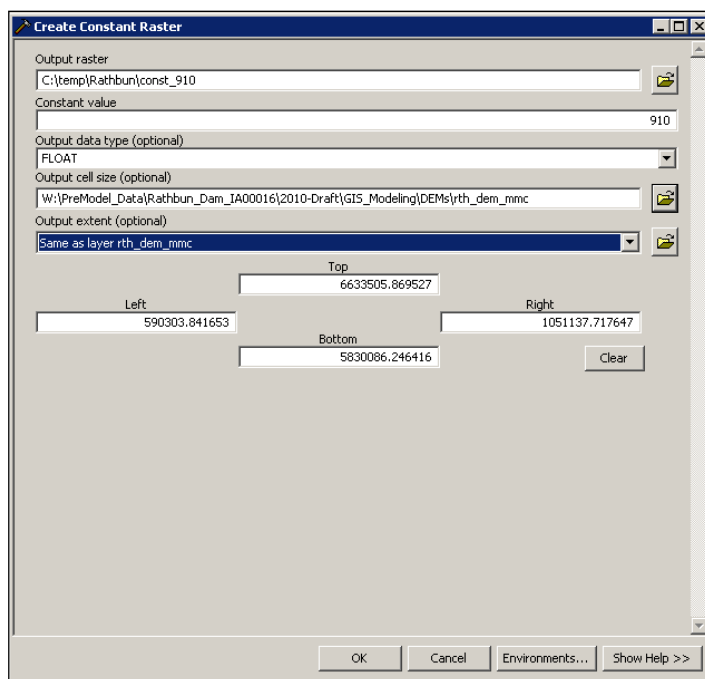 Create Constant Raster
Output raster
C:\temp\Rathbun\const_910
Constant value
910
Output data type (optional)
FLOAT
Output cell size (optional)
W:\PreModel_Data\Rathbun_Dam_IA00016\2010-Draft\GIS_Modeling\DEMs\rth_dem_mmc
Output extent (optional)
Same as layer rth_dem_mmc
Top
6633505.869527
Left Right
590303.841653 1051137.717647
Bottom
5830086.246416 Clear
OK Cancel Environments... Show Help >>